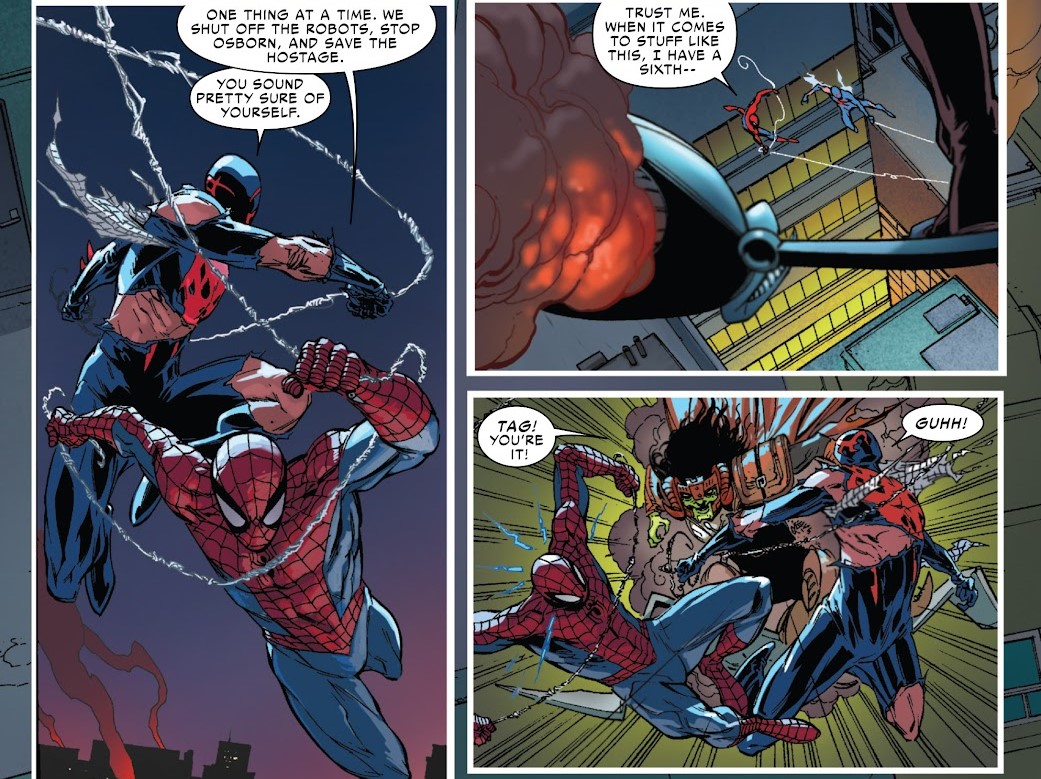 ONE THING AT A TIME. WE
SHUT OFF THE ROBOTS, STOP
OSBORN, AND SAVE THE
HOSTAGE.
YOU SOUND
PRETTY SURE OF
YOURSELF.
TRUST ME.
WHEN IT COMES
TO STUFF LIKE
THIS, I HAVE A
SIXTH--
TAG!
YOU'RE
IT!
GUHH!